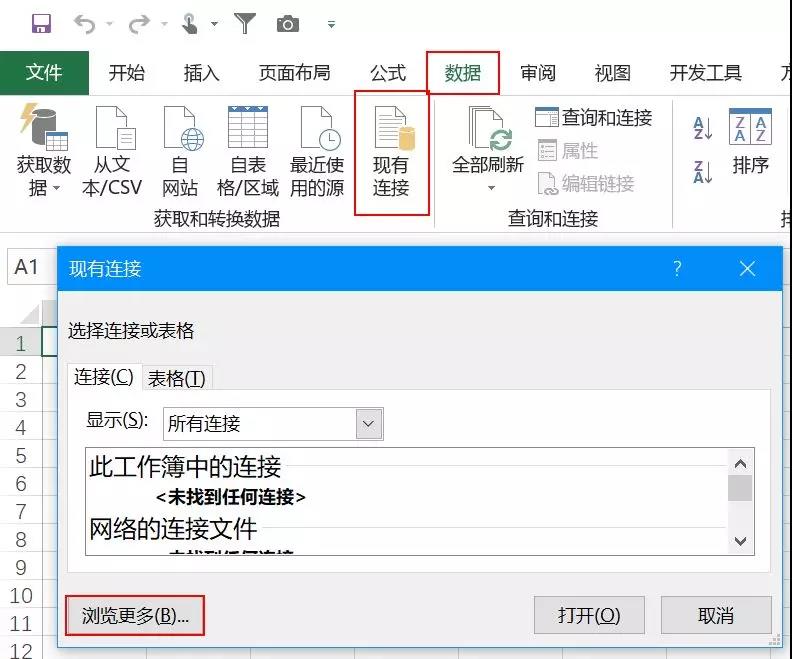 文件 开始 插入 页面布局 公式 数据 审阅 视图 开发工具
获取数据 从文本/CSV 自网站 自表格/区域 最近使用的源 现有连接 全部刷新 查询和连接 属性 编辑链接 排序
获取和转换数据 查询和连接
A1
现有连接 ?
选择连接或表格
连接(C) 表格(T)
显示(S): 所有连接
此工作簿中的连接
<未找到任何连接>
网络的连接文件
浏览更多(B)... 打开(O) 取消
1
2
3
4
5
6
7
8
9
10
11
12